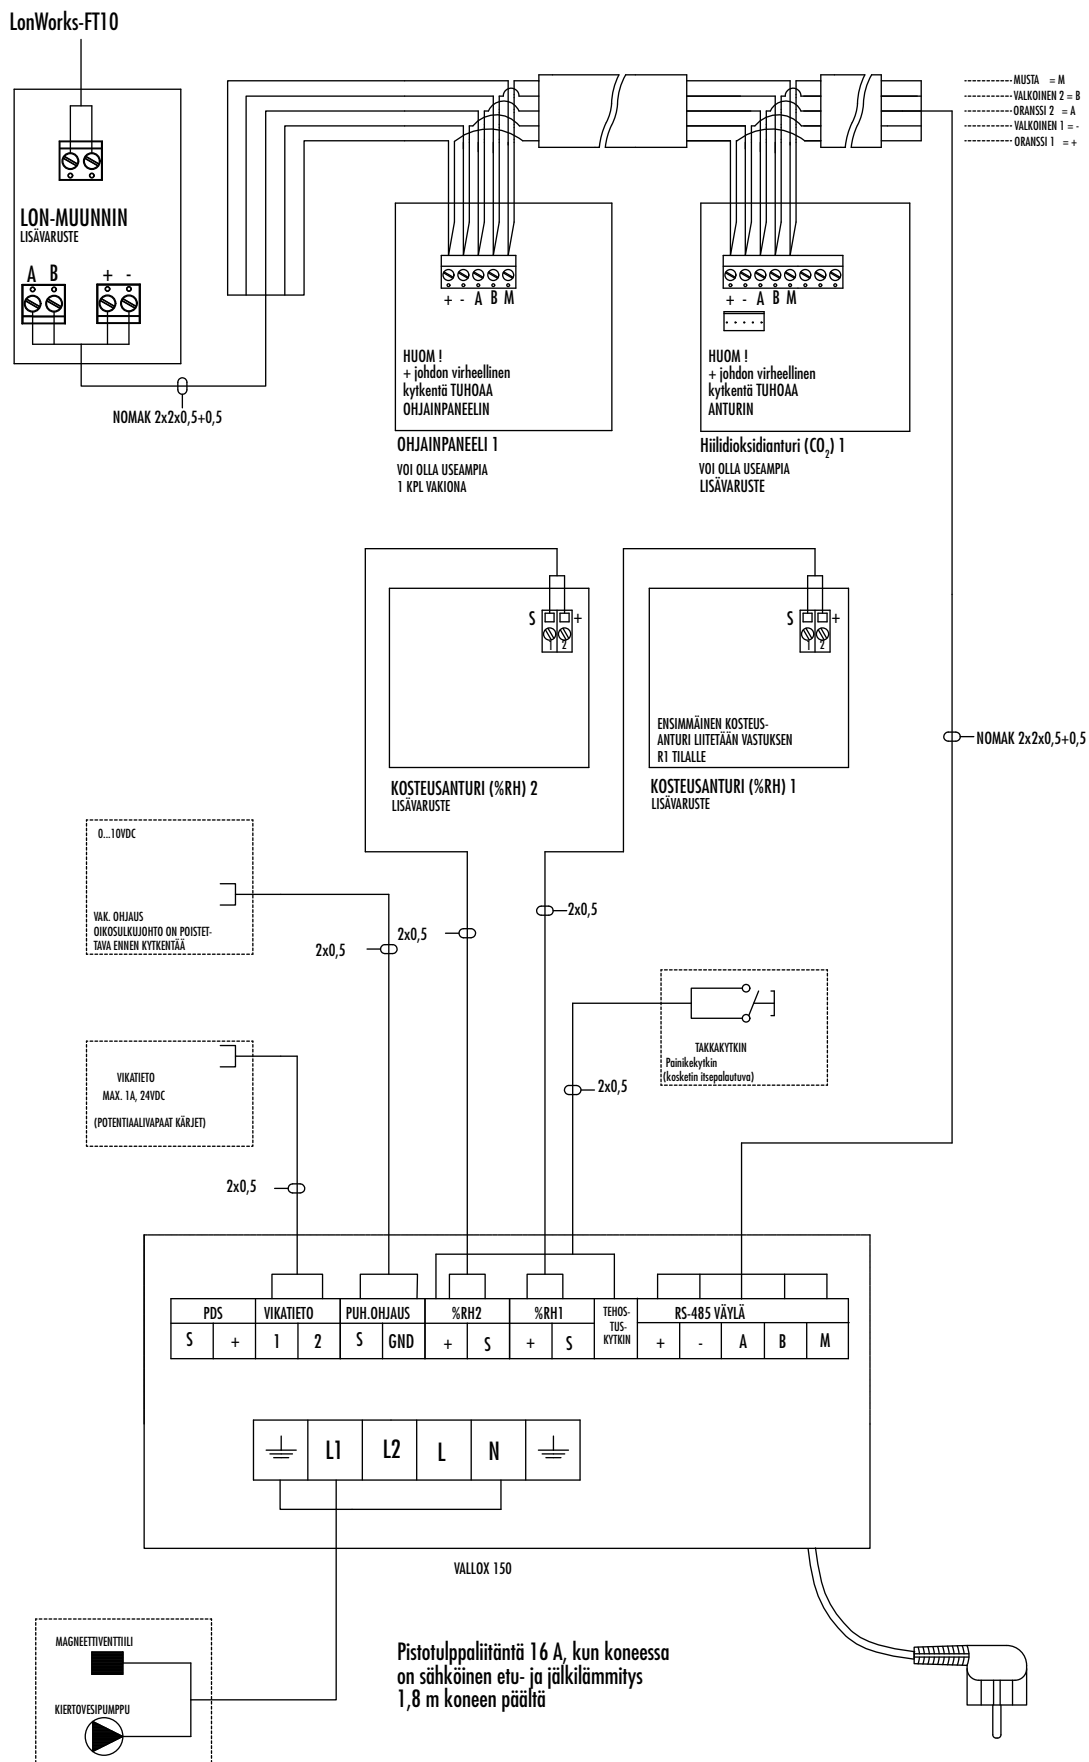 LonWorks-FT10
MUSTA = M
VALKOINEN 2 = B
ORANSSI 2 = A
VALKOINEN 1 = -
ORANSSI 1 = +
LON-MUUNNIN
LISÄVARUSTE
A B + -
NOMAK 2x2x0,5+0,5
+ - A B M
HUOM !
+ johdon virheellinen
kytkentä TUHOAA
OHJAINPANEELIN
OHJAINPANEELI 1
VOI OLLA USEAMPIA
1 KPL VAKIONA
+ - A B M
HUOM !
+ johdon virheellinen
kytkentä TUHOAA
ANTURIN
Hiilidioksidianturi (CO₂) 1
VOI OLLA USEAMPIA
LISÄVARUSTE
S +
1 2
KOSTEUSANTURI (%RH) 2
LISÄVARUSTE
S +
1 2
ENSIMMÄINEN KOSTEUS-
ANTURI LIITETÄÄN VASTUKSEN
R1 TILALLE
KOSTEUSANTURI (%RH) 1
LISÄVARUSTE
NOMAK 2x2x0,5+0,5
0...10VDC
VAK. OHJAUS
OIKOSULKUJOHTO ON POISTET-
TAVA ENNEN KYTKENTÄÄ
2x0,5
2x0,5
2x0,5
TAKKAKYTKIN
Painikekytkin
(kosketin itsepalautuva)
2x0,5
VIKATIETO
MAX. 1A, 24VDC
(POTENTIAALIVAPAAT KÄRJET)
2x0,5
PDS VIKATIETO PUH.OHJAUS %RH2 %RH1 TEHOS-
TUS-
KYTKIN RS-485 VÄYLÄ
S + 1 2 S GND + S + S + - A B M
L1 L2 L N
VALLOX 150
MAGNEETTIVENTTIILI
KIERTOVESIPUMPPU
Pistotulppaliitäntä 16 A, kun koneessa
on sähköinen etu- ja jälkilämmitys
1,8 m koneen päältä